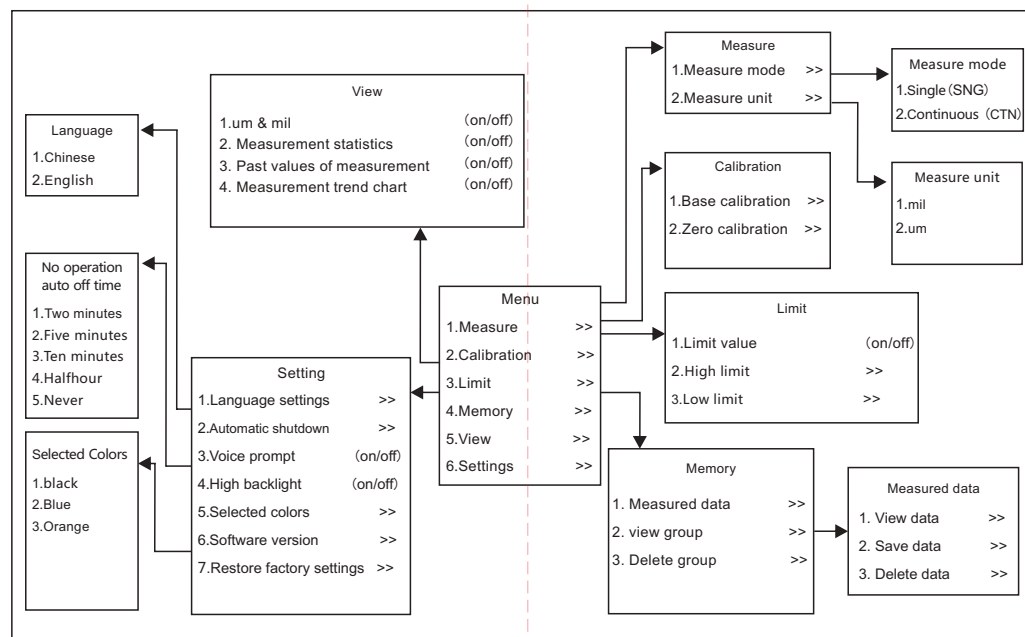 View
1.um & mil (on/off)
2. Measurement statistics (on/off)
3. Past values of measurement (on/off)
4. Measurement trend chart (on/off)
Language
1.Chinese
2.English
No operation
auto off time
1.Two minutes
2.Five minutes
3.Ten minutes
4.Halfhour
5.Never
Selected Colors
1.black
2.Blue
3.Orange
Setting
1.Language settings >>
2.Automatic shutdown >>
3.Voice prompt (on/off)
4.High backlight (on/off)
5.Selected colors >>
6.Software version >>
7.Restore factory settings >>
Menu
1.Measure >>
2.Calibration >>
3.Limit >>
4.Memory >>
5.View >>
6.Settings >>
Measure
1.Measure mode >>
2.Measure unit >>
Measure mode
1.Single(SNG)
2.Continuous (CTN)
Measure unit
1.mil
2.um
Calibration
1.Base calibration >>
2.Zero calibration >>
Limit
1.Limit value (on/off)
2.High limit >>
3.Low limit >>
Memory
1. Measured data >>
2. view group >>
3. Delete group >>
Measured data
1. View data >>
2. Save data >>
3. Delete data >>